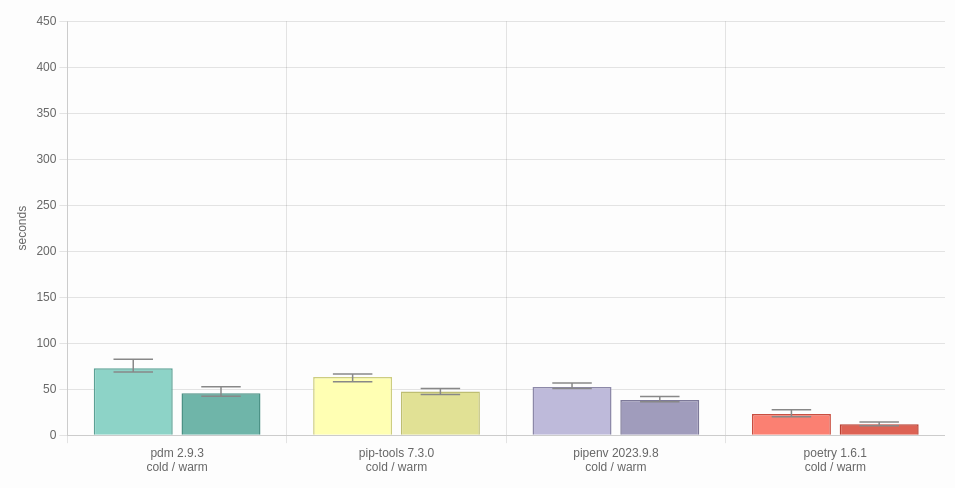 450
400
350
300
250
200
150
100
50
0
seconds
pdm 2.9.3
cold / warm
pip-tools 7.3.0
cold / warm
pipenv 2023.9.8
cold / warm
poetry 1.6.1
cold / warm